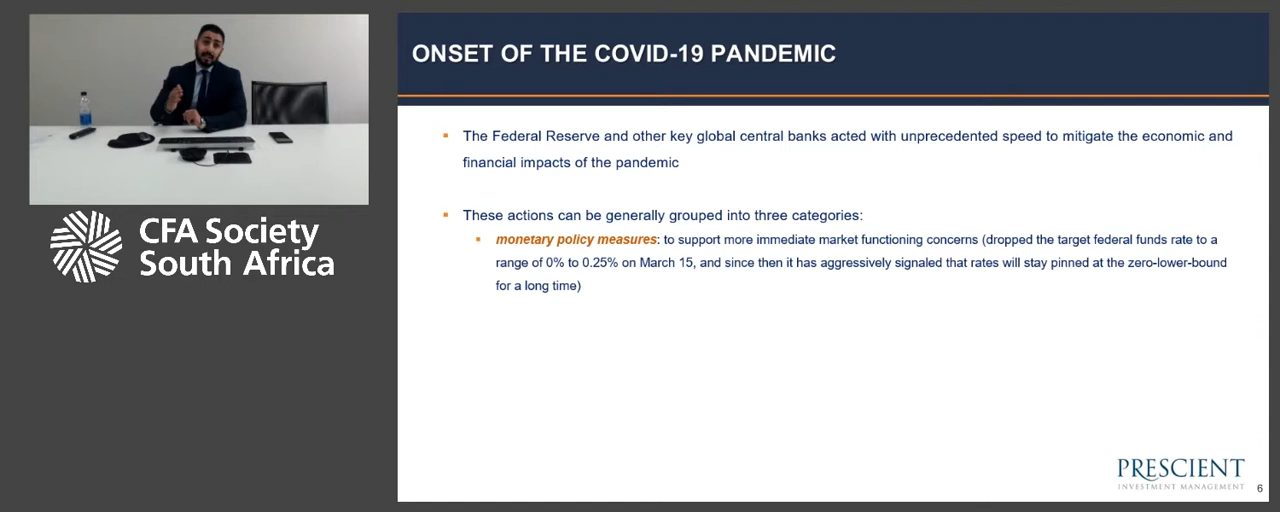 CFA Society
South Africa
ONSET OF THE COVID-19 PANDEMIC
The Federal Reserve and other key global central banks acted with unprecedented speed to mitigate the economic and
financial impacts of the pandemic
These actions can be generally grouped into three categories:
monetary policy measures: to support more immediate market functioning concerns (dropped the target federal funds rate to a
range of 0% to 0.25% on March 15, and since then it has aggressively signaled that rates will stay pinned at the zero-lower-bound
for a long time)
PRESCIENT
INVESTMENT MANAGEMENT
6